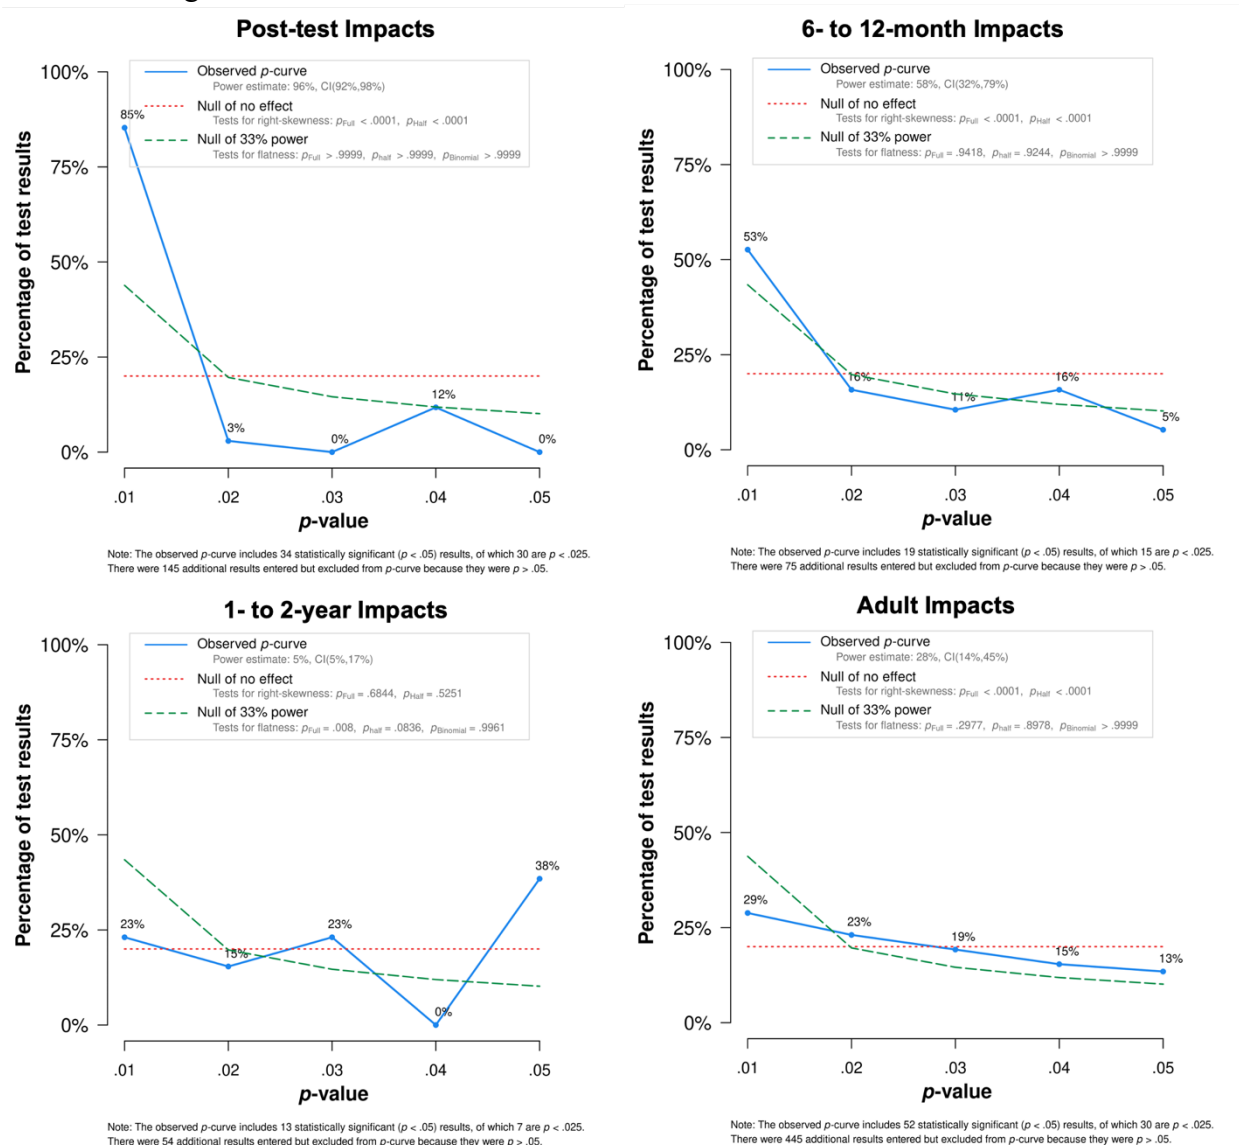 Post-test Impacts
100%
75%
50%
25%
0%
Percentage of test results
Observed p-curve
Power estimate: 96%, CI(92%,98%)
Null of no effect
Tests for right-skewness: pFull < .0001, pHalf < .0001
Null of 33% power
Tests for flatness: pFull > .9999, phalf > .9999, pBinomial > .9999
85%
3%
0%
12%
0%
.01 .02 .03 .04 .05
p-value
Note: The observed p-curve includes 34 statistically significant (p < .05) results, of which 30 are p < .025.
There were 145 additional results entered but excluded from p-curve because they were p > .05.
6- to 12-month Impacts
100%
75%
50%
25%
0%
Percentage of test results
Observed p-curve
Power estimate: 58%, CI(32%,79%)
Null of no effect
Tests for right-skewness: pFull < .0001, pHalf < .0001
Null of 33% power
Tests for flatness: pFull = .9418, phalf = .9244, pBinomial > .9999
53%
16%
11%
16%
5%
.01 .02 .03 .04 .05
p-value
Note: The observed p-curve includes 19 statistically significant (p < .05) results, of which 15 are p < .025.
There were 75 additional results entered but excluded from p-curve because they were p > .05.
1- to 2-year Impacts
100%
75%
50%
25%
0%
Percentage of test results
Observed p-curve
Power estimate: 5%, CI(5%,17%)
Null of no effect
Tests for right-skewness: pFull = .6844, pHalf = .5251
Null of 33% power
Tests for flatness: pFull = .008, phalf = .0836, pBinomial = .9961
23%
15%
23%
0%
38%
.01 .02 .03 .04 .05
p-value
Note: The observed p-curve includes 13 statistically significant (p < .05) results, of which 7 are p < .025.
There were 54 additional results entered but excluded from p-curve because they were p > .05.
Adult Impacts
100%
75%
50%
25%
0%
Percentage of test results
Observed p-curve
Power estimate: 28%, CI(14%,45%)
Null of no effect
Tests for right-skewness: pFull < .0001, pHalf < .0001
Null of 33% power
Tests for flatness: pFull = .2977, phalf = .8978, pBinomial > .9999
29%
23%
19%
15%
13%
.01 .02 .03 .04 .05
p-value
Note: The observed p-curve includes 52 statistically significant (p < .05) results, of which 30 are p < .025.
There were 445 additional results entered but excluded from p-curve because they were p > .05.